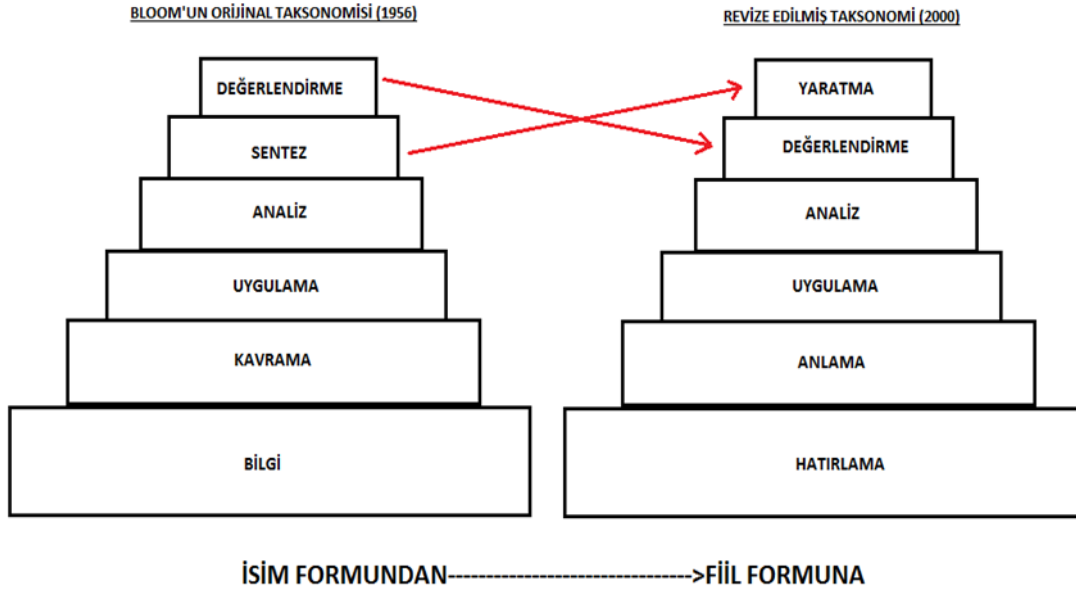 BLOOM'UN ORİJİNAL TAKSONOMİSİ (1956)
DEĞERLENDİRME
SENTEZ
ANALİZ
UYGULAMA
KAVRAMA
BİLGİ
REVİZE EDİLMİŞ TAKSONOMİ (2000)
YARATMA
DEĞERLENDİRME
ANALİZ
UYGULAMA
ANLAMA
HATIRLAMA
İSİM FORMUNDAN-------------------------------->FİİL FORMUNA